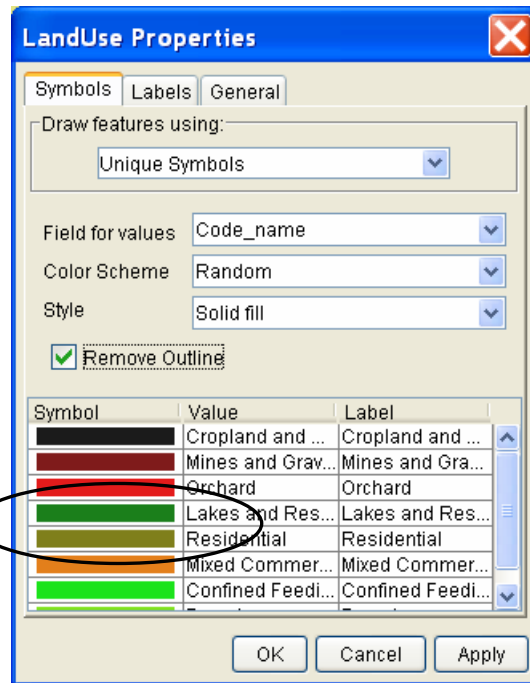 LandUse Properties
Symbols Labels General
Draw features using:
Unique Symbols
Field for values Code_name
Color Scheme Random
Style Solid fill
Remove Outline
Symbol Value Label
Cropland and ... Cropland and ...
Mines and Grav... Mines and Gra...
Orchard Orchard
Lakes and Res... Lakes and Res...
Residential Residential
Mixed Commer... Mixed Commer...
Confined Feedi... Confined Feedi...
OK Cancel Apply